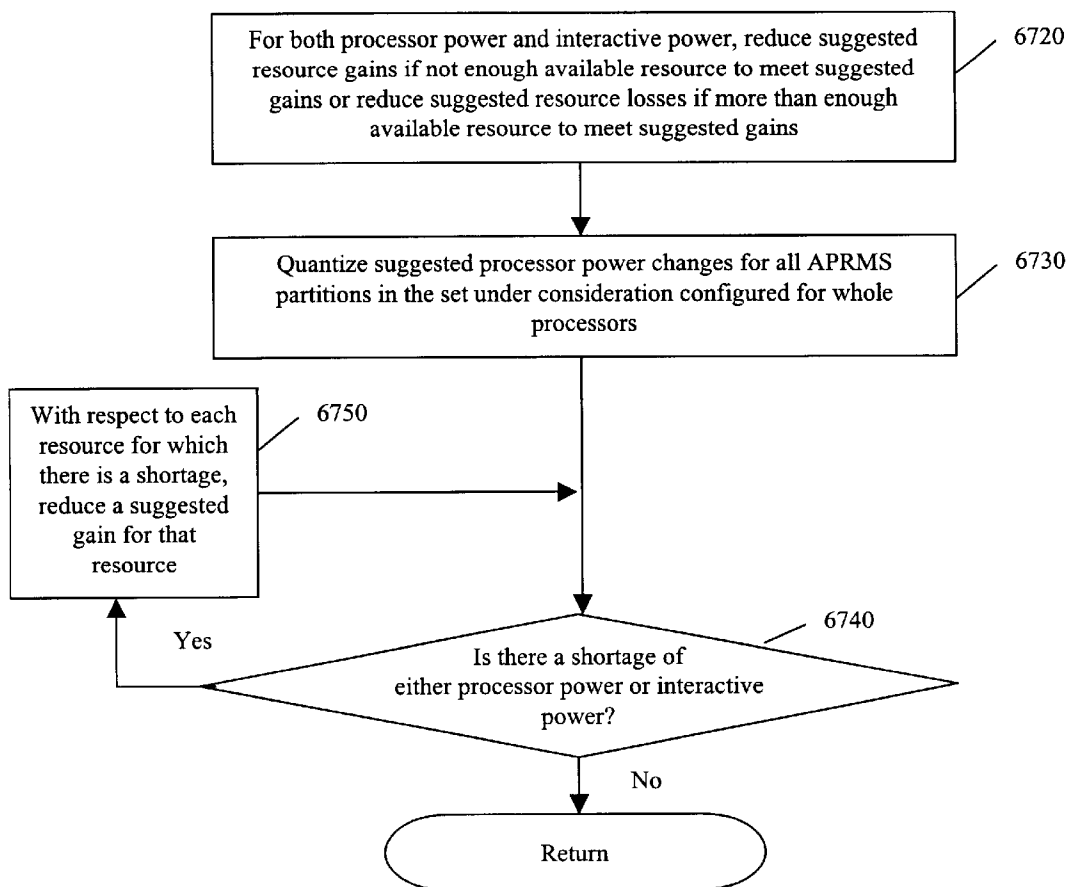 For both processor power and interactive power, reduce suggested
resource gains if not enough available resource to meet suggested
gains or reduce suggested resource losses if more than enough
available resource to meet suggested gains
6720
Quantize suggested processor power changes for all APRMS
partitions in the set under consideration configured for whole
processors
6730
With respect to each
resource for which
there is a shortage,
reduce a suggested
gain for that
resource
6750
Yes
6740
Is there a shortage of
either processor power or interactive
power?
No
Return